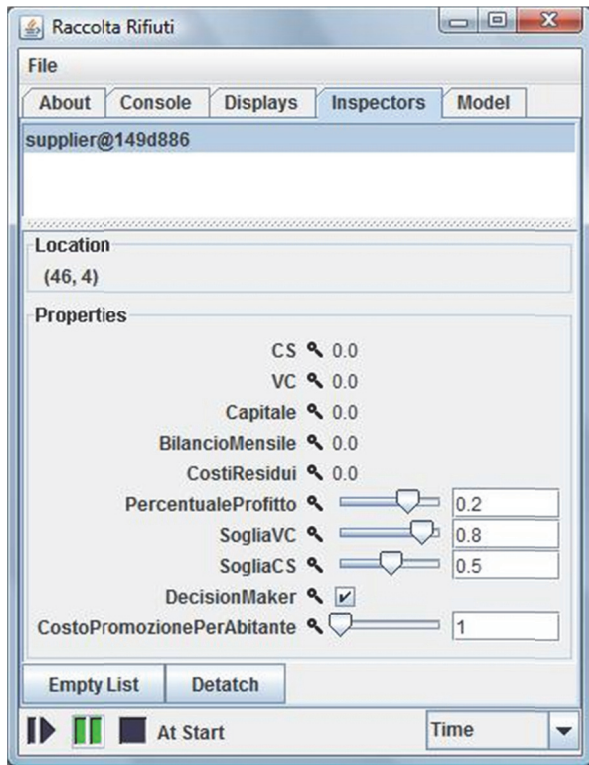 Raccolta Rifiuti
File
About Console Displays Inspectors Model
supplier@149d886
Location
(46, 4)
Properties
CS 0.0
VC 0.0
Capitale 0.0
BilancioMensile 0.0
CostiResidui 0.0
PercentualeProfitto 0.2
SogliaVC 0.8
SogliaCS 0.5
DecisionMaker
CostoPromozionePerAbitante 1
Empty List Detatch
At Start Time